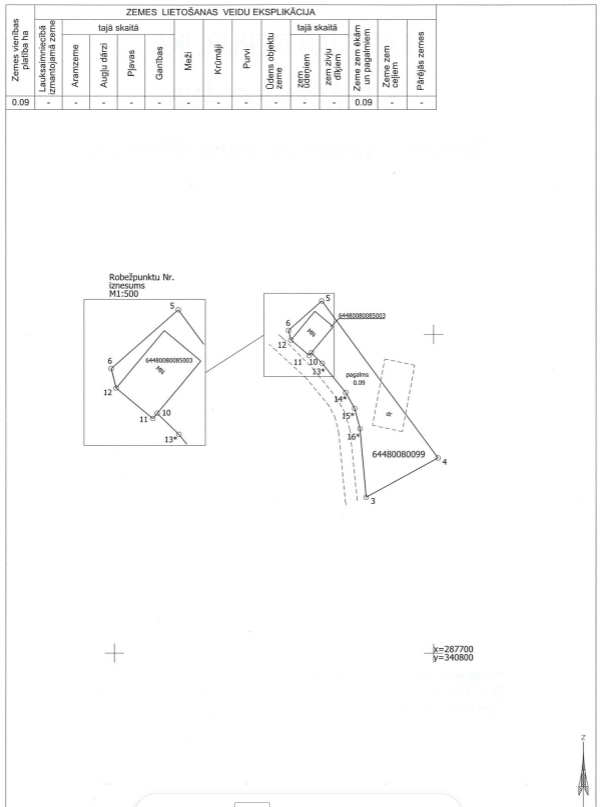 ZEMES LIETOŠANAS VEIDU EKSPLIKĀCIJA
Zemes vienības
platība ha
Lauksaimniecībā
izmantojamā zeme
tajā skaitā
Aramzeme
Augļu dārzi
Pļavas
Ganības
Meži
Krūmāji
Purvi
Ūdens objektu
zeme
tajā skaitā
zem
ūdeņiem
zem zivju
dīķiem
Zeme zem ēkām
un pagalmiem
Zeme zem
ceļiem
Pārējās zemes
0.09 - - - - - - - - - - - 0.09 - -
Robežpunktu Nr.
iznesums
M1:500
5
6
64480080085003
MN
12
11
10
13*
5
64480080085003
6
MN
12
11
10
13*
pagalms
0.09
14*
15*
16*
64480080099
4
3
x=287700
y=340800
Z